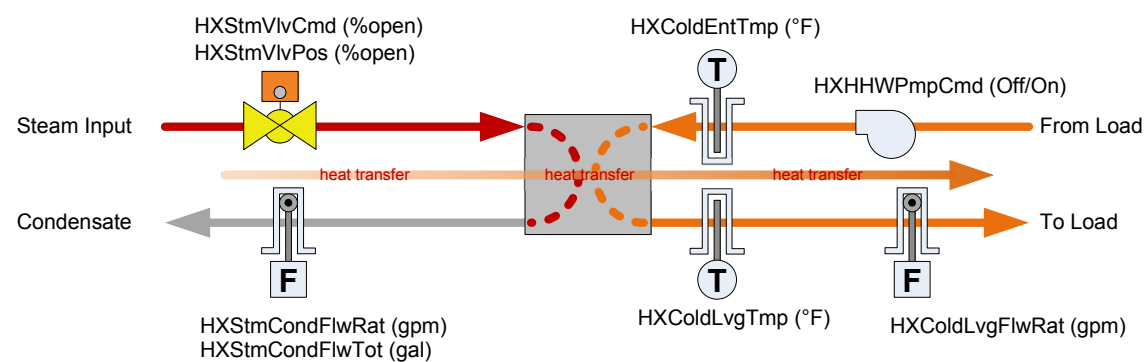 HXStmVlvCmd (%open)
HXStmVlvPos (%open)
HXColdEntTmp (°F)
T
HXHHWPmpCmd (Off/On)
Steam Input
From Load
heat transfer
heat transfer
heat transfer
Condensate
To Load
F
T
F
HXStmCondFlwRat (gpm)
HXStmCondFlwTot (gal)
HXColdLvgTmp (°F)
HXColdLvgFlwRat (gpm)